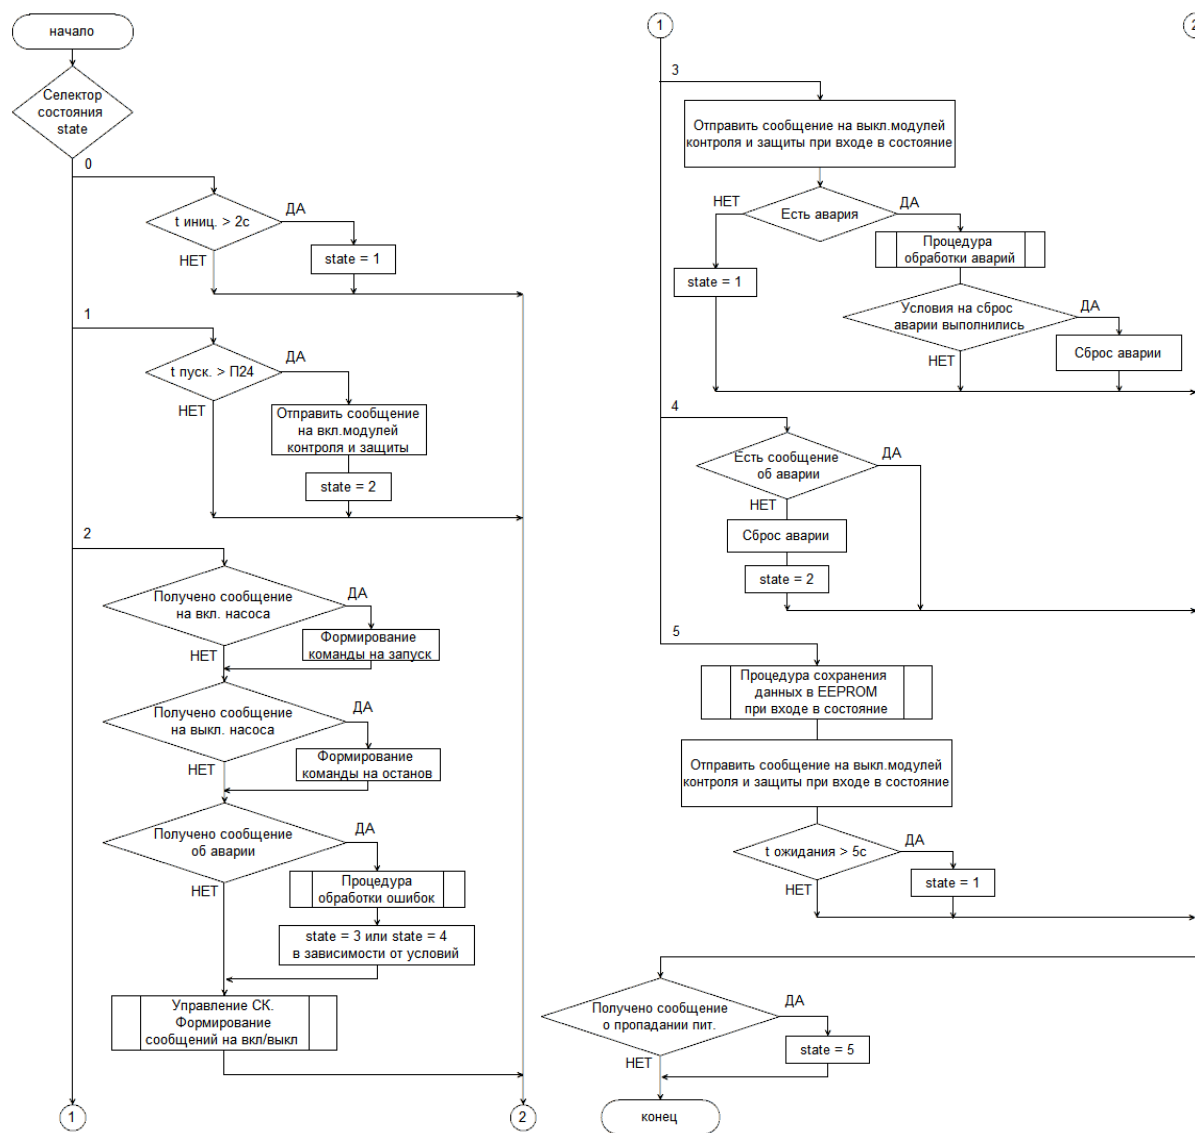 начало
Селектор
состояния
state
0
t иниц. > 2с
ДА
НЕТ
state = 1
1
t пуск. > П24
ДА
НЕТ
Отправить сообщение
на вкл.модулей
контроля и защиты
state = 2
2
Получено сообщение
на вкл. насоса
ДА
Формирование
команды на запуск
НЕТ
Получено сообщение
на выкл. насоса
ДА
Формирование
команды на останов
НЕТ
Получено сообщение
об аварии
ДА
НЕТ
Процедура
обработки ошибок
state = 3 или state = 4
в зависимости от условий
Управление СК.
Формирование
сообщений на вкл/выкл
1
2
1
2
3
Отправить сообщение на выкл.модулей
контроля и защиты при входе в состояние
НЕТ
Есть авария
ДА
state = 1
Процедура
обработки аварий
Условия на сброс
аварии выполнились
ДА
НЕТ
Сброс аварии
4
Есть сообщение
об аварии
ДА
НЕТ
Сброс аварии
state = 2
5
Процедура сохранения
данных в EEPROM
при входе в состояние
Отправить сообщение на выкл.модулей
контроля и защиты при входе в состояние
t ожидания > 5с
ДА
НЕТ
state = 1
Получено сообщение
о пропадании пит.
ДА
НЕТ
state = 5
конец